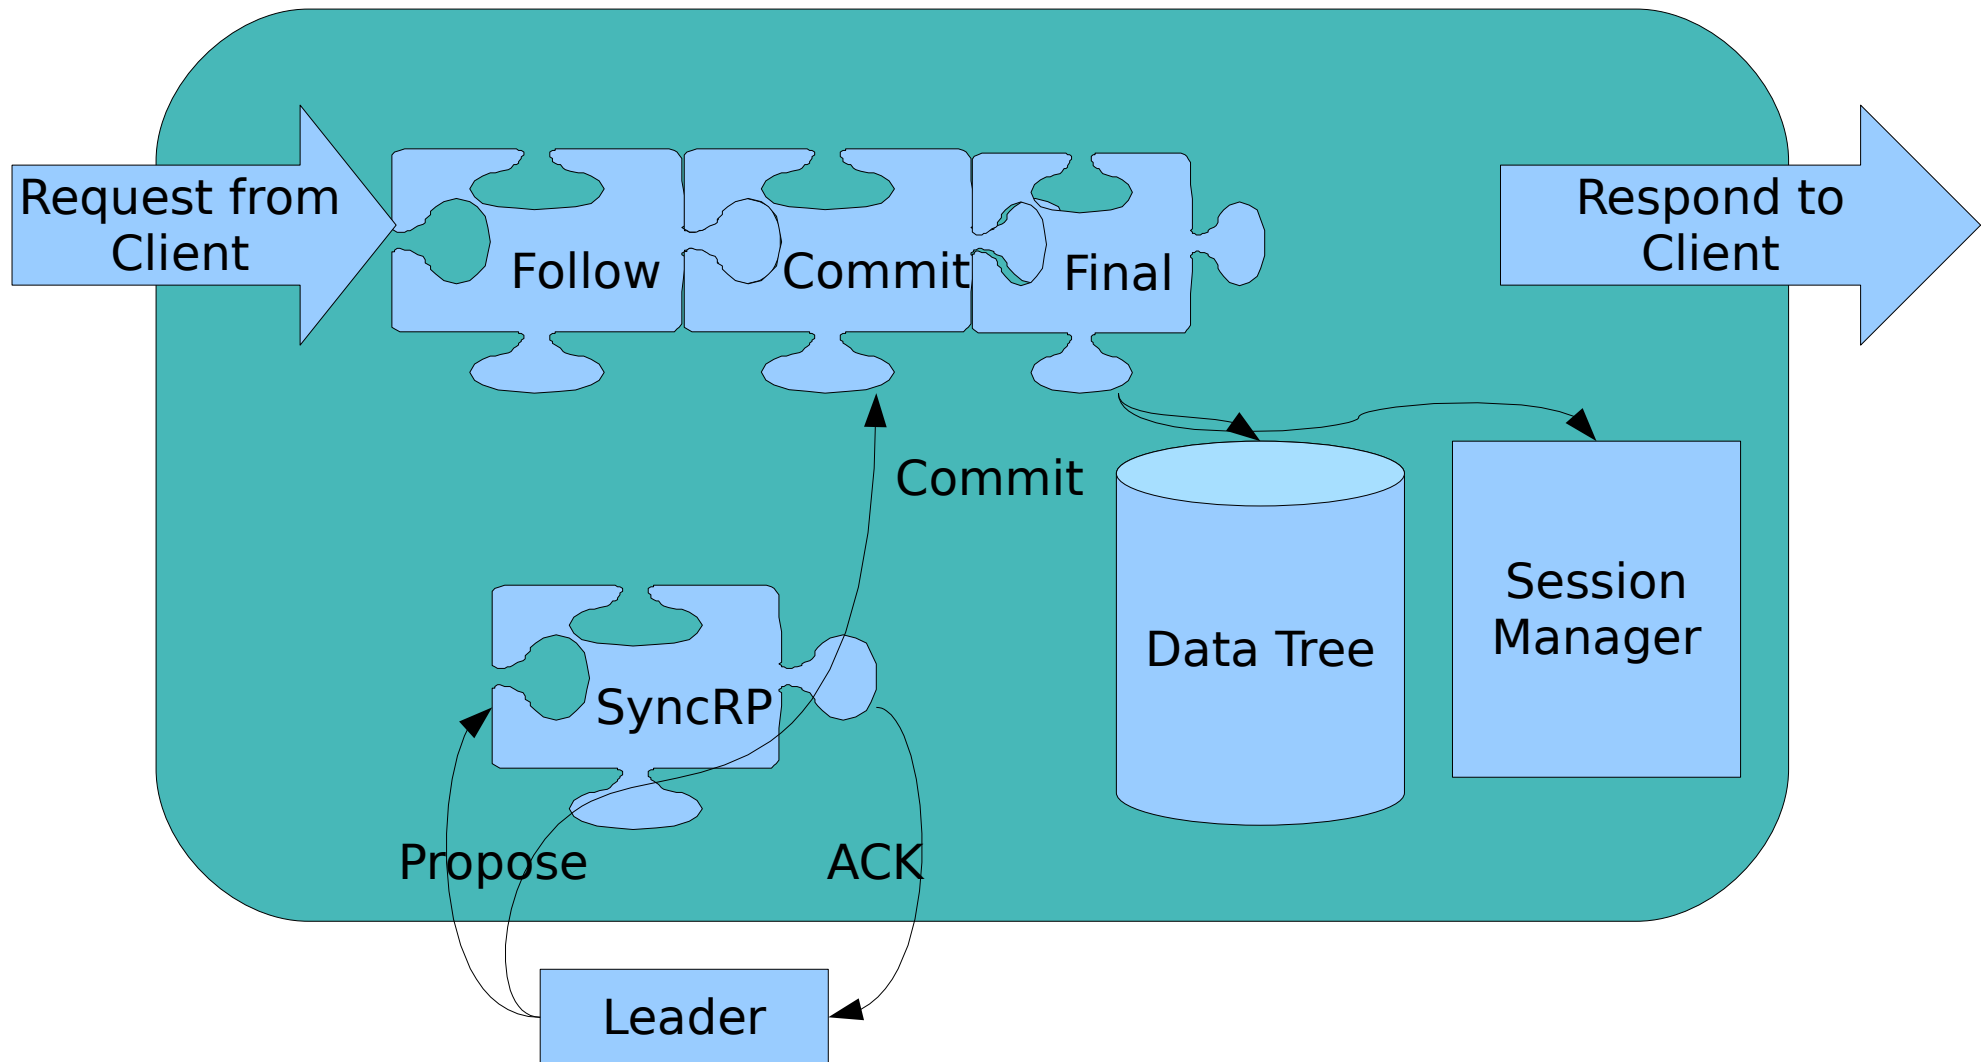 Request from
Client
Follow
Commit
Final
Respond to
Client
Commit
SyncRP
Data Tree
Session
Manager
Propose
ACK
Leader